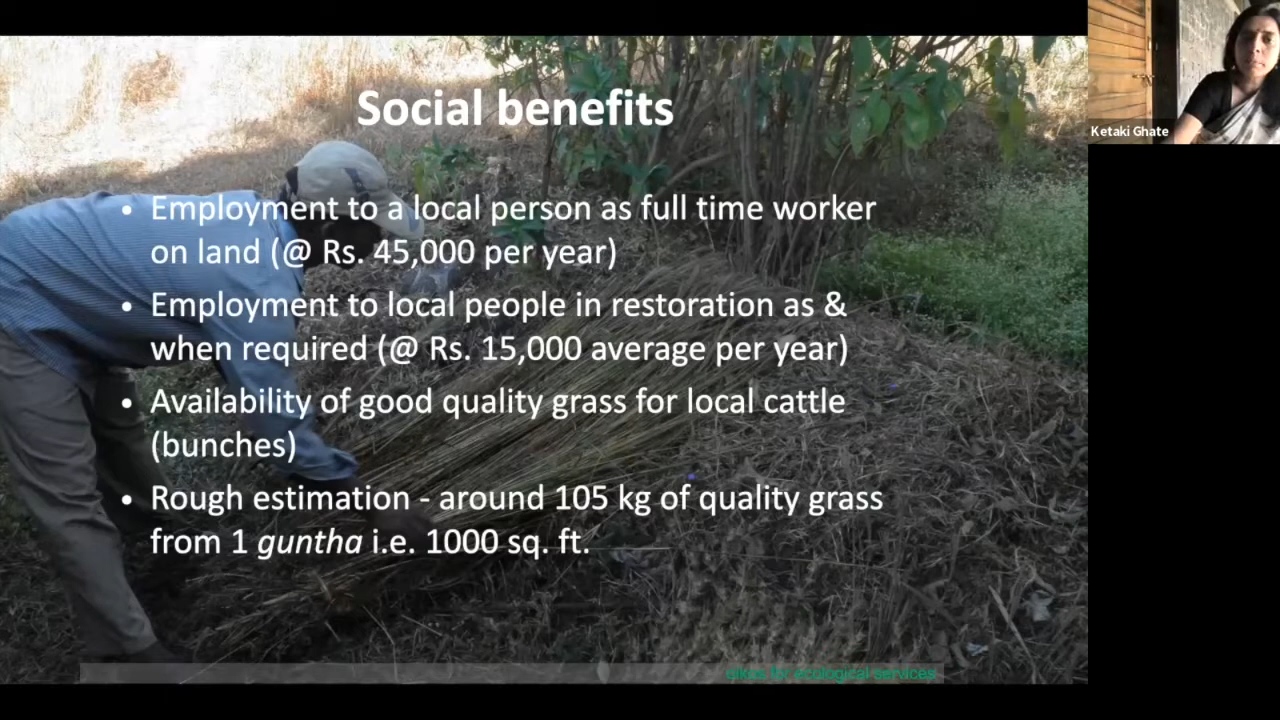 Social benefits
• Employment to a local person as full time worker
on land (@ Rs. 45,000 per year)
• Employment to local people in restoration as &
when required (@ Rs. 15,000 average per year)
• Availability of good quality grass for local cattle
(bunches)
• Rough estimation - around 105 kg of quality grass
from 1 guntha i.e. 1000 sq. ft.
oikos for ecological services
Ketaki Ghate